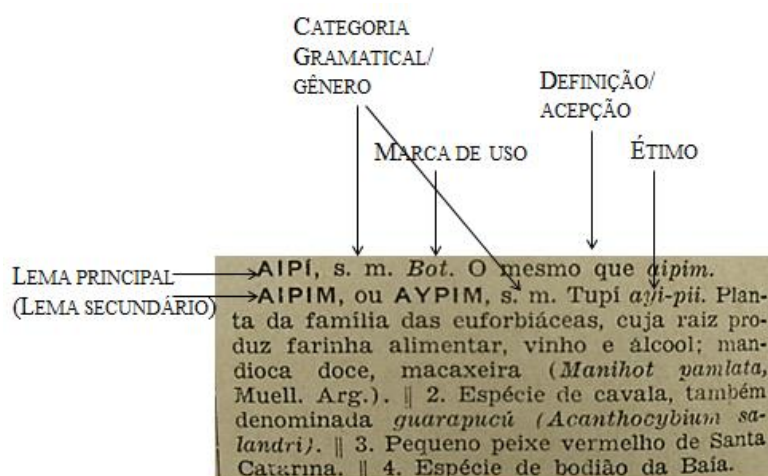 CATEGORIA
GRAMATICAL/
GÊNERO
DEFINIÇÃO/
ACEPÇÃO
MARCA DE USO
ÉTIMO
LEMA PRINCIPAL
(LEMA SECUNDÁRIO)
AIPÍ, s. m. Bot. O mesmo que aipim.
AIPIM, ou AYPIM, s. m. Tupí ayi-pii. Plan-
ta da família das euforbiáceas, cuja raiz pro-
duz farinha alimentar, vinho e álcool; man-
dioca doce, macaxeira (Manihot pamlata,
Muell. Arg.). || 2. Espécie de cavala, também
denominada guarapucú (Acanthocybium sa-
landri). || 3. Pequeno peixe vermelho de Santa
Catarina. || 4. Espécie de bodião da Baía.